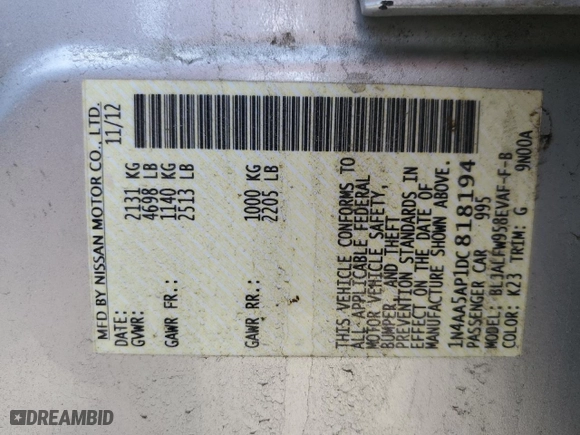 MFD BY NISSAN MOTOR CO., LTD.
DATE: 11/12
GVWR: 2131 KG
4698 LB
GAWR FR.: 1140 KG
2513 LB
GAWR RR.: 1000 KG
2205 LB
THIS VEHICLE CONFORMS TO
ALL APPLICABLE FEDERAL
MOTOR VEHICLE SAFETY,
BUMPER, AND THEFT
PREVENTION STANDARDS IN
EFFECT ON THE DATE OF
MANUFACTURE SHOWN ABOVE.
1N4AA5AP1DC818194
PASSENGER CAR 995
MODEL: BLJALFW958EVAF-F-B
COLOR: K23 TRIM: G 9N00A
DREAMBID